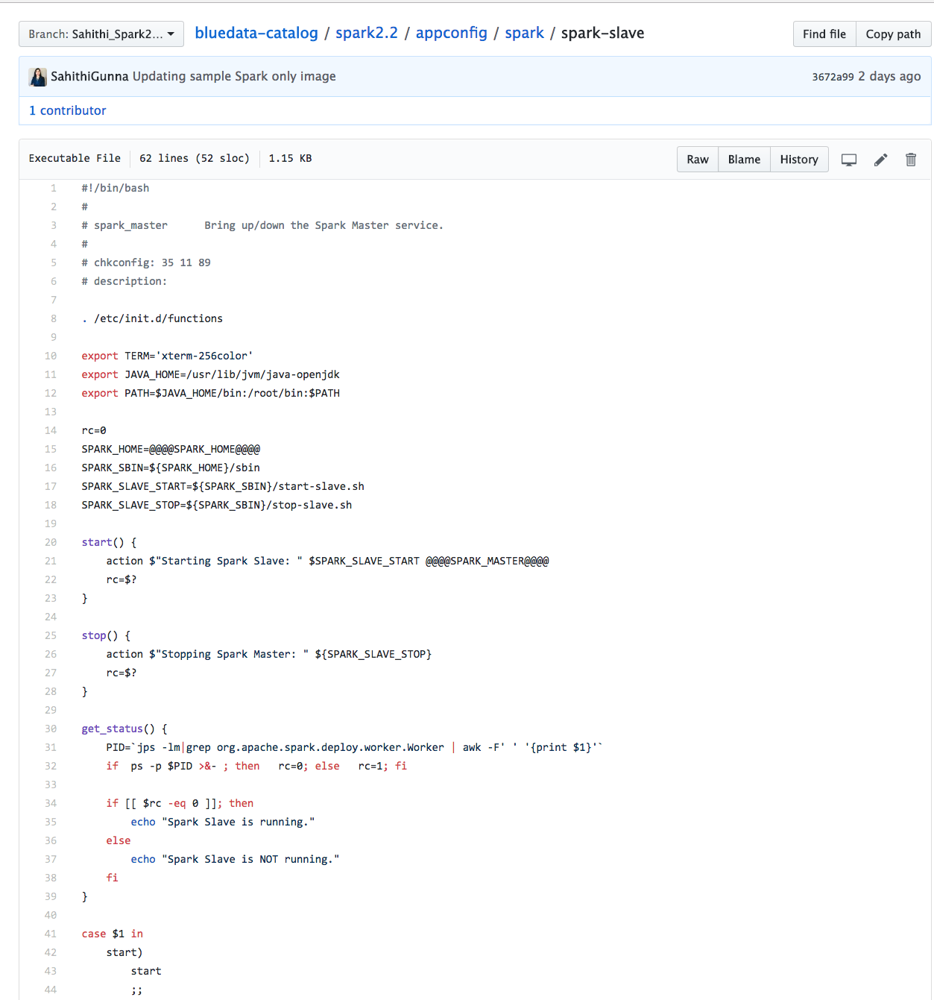 Branch: Sahithi_Spark2... bluedata-catalog / spark2.2 / appconfig / spark / spark-slave Find file Copy path
SahithiGunna Updating sample Spark only image 3672a99 2 days ago
1 contributor
Executable File 62 lines (52 sloc) 1.15 KB Raw Blame History
1 #!/bin/bash
2 #
3 # spark_master      Bring up/down the Spark Master service.
4 #
5 # chkconfig: 35 11 89
6 # description:
7
8 . /etc/init.d/functions
9
10 export TERM='xterm-256color'
11 export JAVA_HOME=/usr/lib/jvm/java-openjdk
12 export PATH=$JAVA_HOME/bin:/root/bin:$PATH
13
14 rc=0
15 SPARK_HOME=@@@@SPARK_HOME@@@@
16 SPARK_SBIN=${SPARK_HOME}/sbin
17 SPARK_SLAVE_START=${SPARK_SBIN}/start-slave.sh
18 SPARK_SLAVE_STOP=${SPARK_SBIN}/stop-slave.sh
19
20 start() {
21     action $"Starting Spark Slave: " $SPARK_SLAVE_START @@@@SPARK_MASTER@@@@
22     rc=$?
23 }
24
25 stop() {
26     action $"Stopping Spark Master: " ${SPARK_SLAVE_STOP}
27     rc=$?
28 }
29
30 get_status() {
31     PID=`jps -lm|grep org.apache.spark.deploy.worker.Worker | awk -F' ' '{print $1}'`
32     if  ps -p $PID >&- ; then   rc=0; else   rc=1; fi
33
34     if [[ $rc -eq 0 ]]; then
35         echo "Spark Slave is running."
36     else
37         echo "Spark Slave is NOT running."
38     fi
39 }
40
41 case $1 in
42     start)
43         start
44         ;;